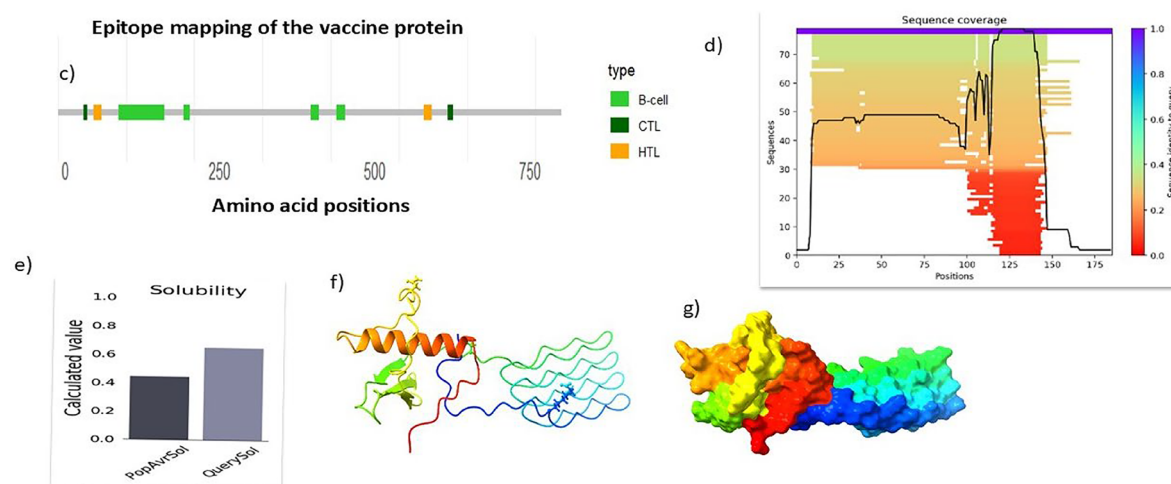 Epitope mapping of the vaccine protein
c)
type
B-cell
CTL
HTL
0 250 500 750
Amino acid positions
d)
Sequence coverage
Sequences
70
60
50
40
30
20
10
0
0 25 50 75 100 125 150 175
Positions
1.0
0.8
0.6
0.4
0.2
0.0
Sequence identity to
e)
Solubility
Calculated value
1.0
0.8
0.6
0.4
0.2
0.0
PopAvrSol QuerySol
f)
g)